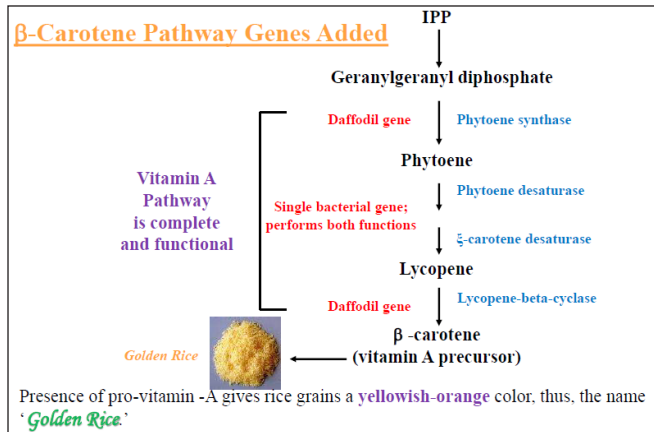 β-Carotene Pathway Genes Added
IPP
Geranylgeranyl diphosphate
Daffodil gene
Phytoene synthase
Phytoene
Vitamin A
Pathway
is complete
and functional
Phytoene desaturase
Single bacterial gene;
performs both functions
ξ-carotene desaturase
Lycopene
Daffodil gene
Lycopene-beta-cyclase
β -carotene
(vitamin A precursor)
Golden Rice
Presence of pro-vitamin -A gives rice grains a yellowish-orange color, thus, the name
‘Golden Rice.’